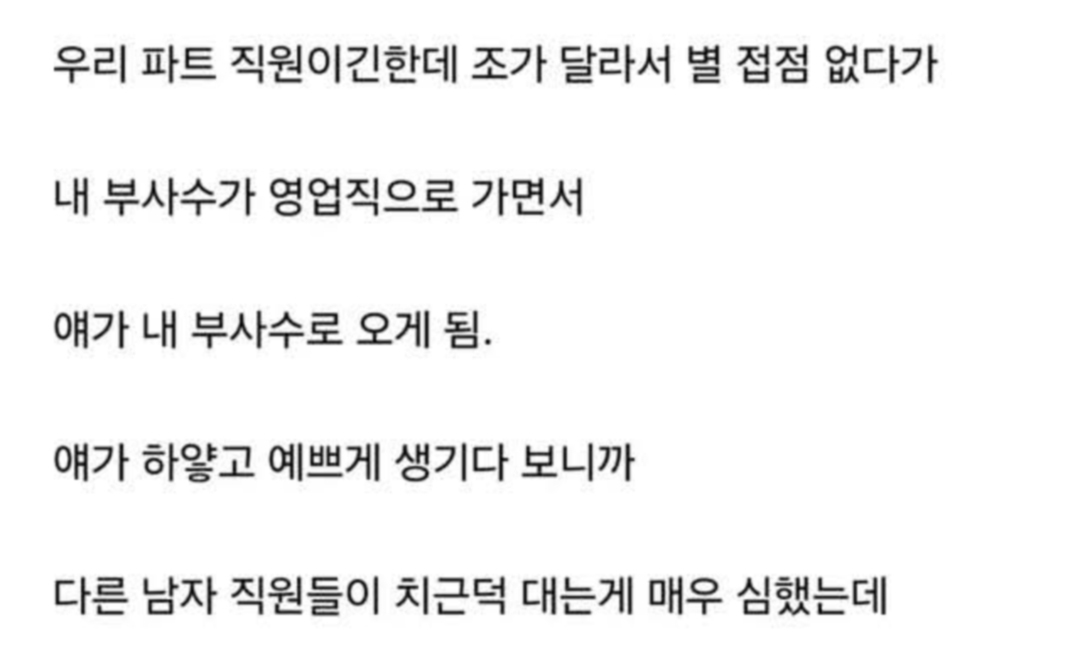 우리 파트 직원이긴한데 조가 달라서 별 접점 없다가
내 부사수가 영업직으로 가면서
얘가 내 부사수로 오게 됨.
얘가 하얗고 예쁘게 생기다 보니까
다른 남자 직원들이 치근덕 대는게 매우 심했는데